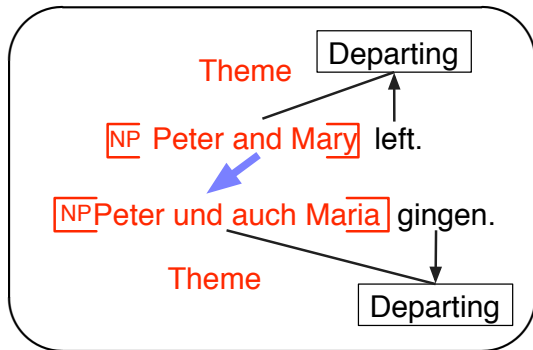 Departing
Theme
[NP Peter and Mary] left.
[NP Peter und auch Maria] gingen.
Theme
Departing